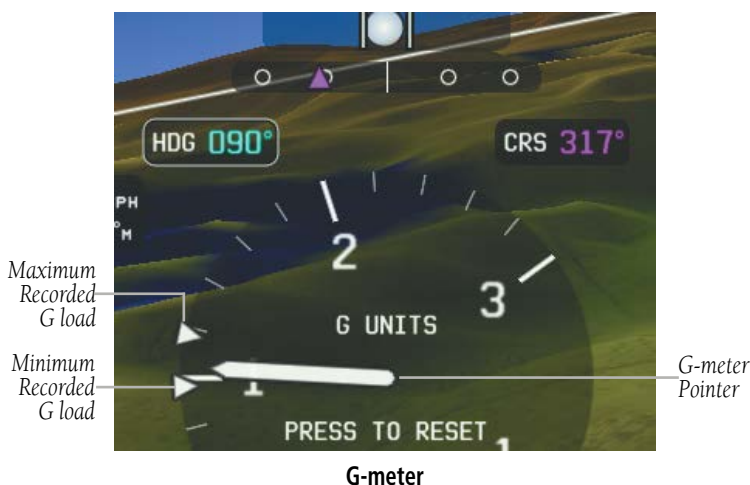 HDG 090°
CRS 317°
PH
°M
2
3
Maximum
Recorded
G load
G UNITS
Minimum
Recorded
G load
1
G-meter
Pointer
PRESS TO RESET
1
G-meter